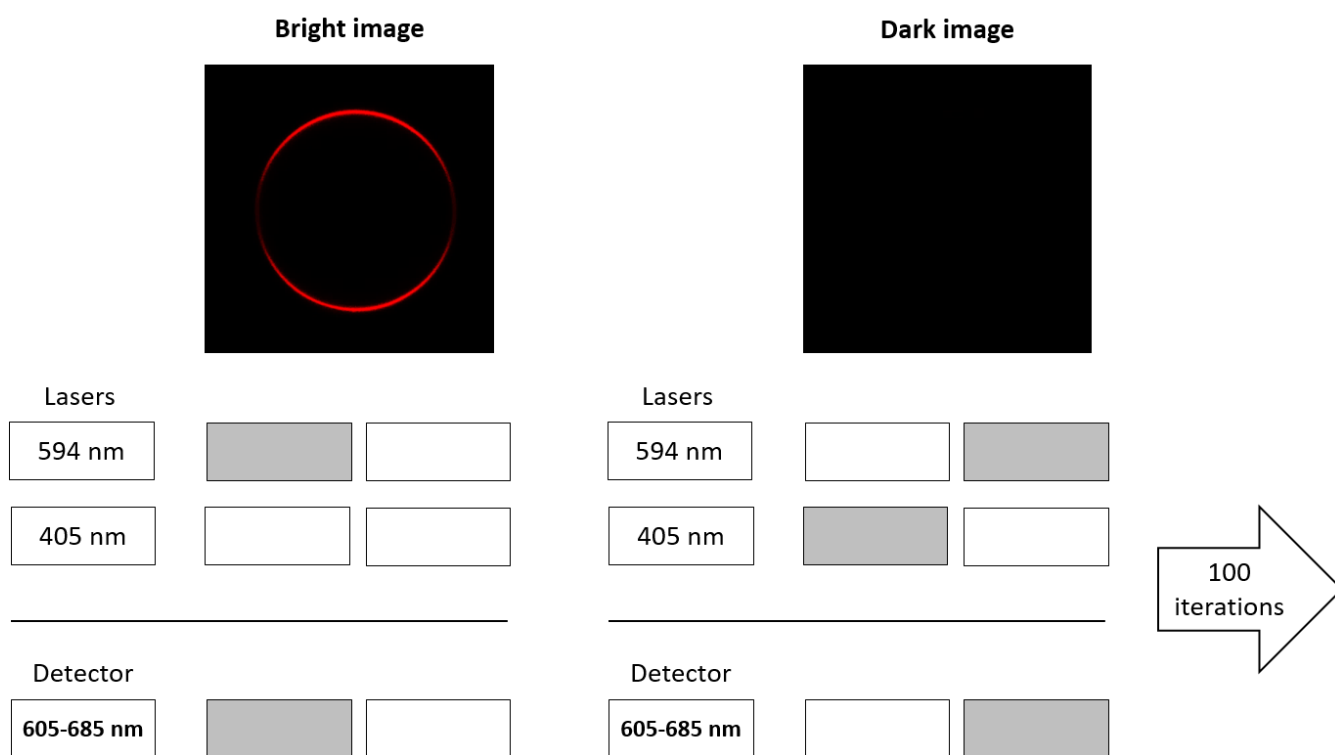 Bright image
Dark image
Lasers
Lasers
594 nm
594 nm
405 nm
405 nm
100
iterations
Detector
Detector
605-685 nm
605-685 nm